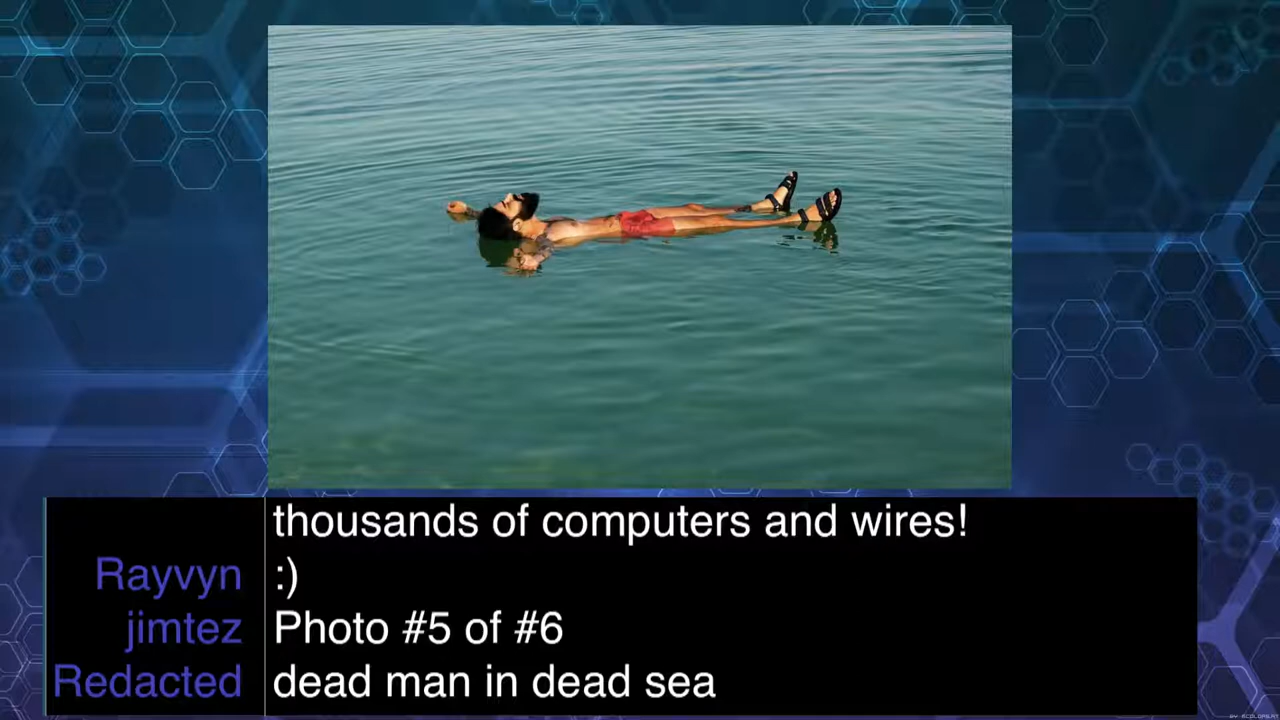 thousands of computers and wires!
Rayvyn :)
jimtez Photo #5 of #6
Redacted dead man in dead sea